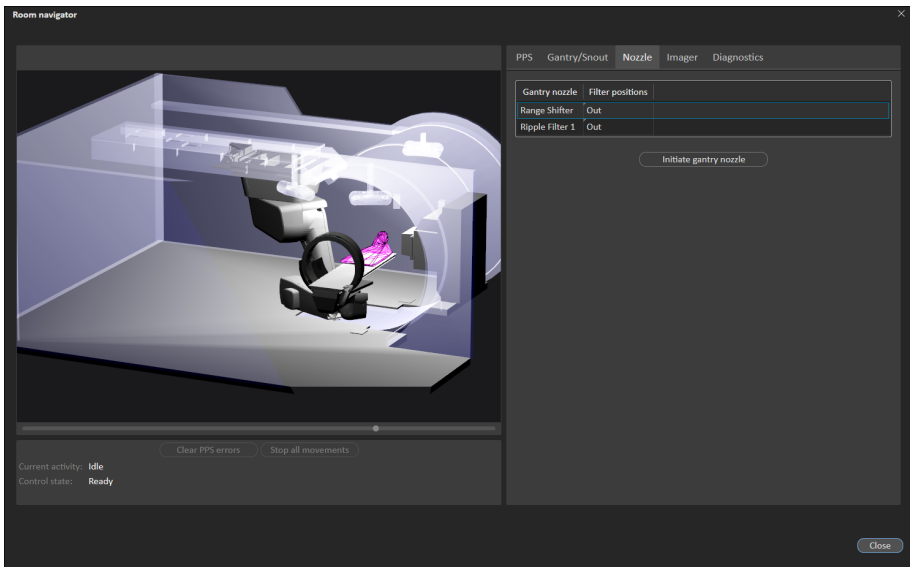 Room navigator
PPS Gantry/Snout Nozzle Imager Diagnostics
Gantry nozzle Filter positions
Range Shifter Out
Ripple Filter 1 Out
Initiate gantry nozzle
Clear PPS errors Stop all movements
Current activity: Idle
Control state: Ready
Close